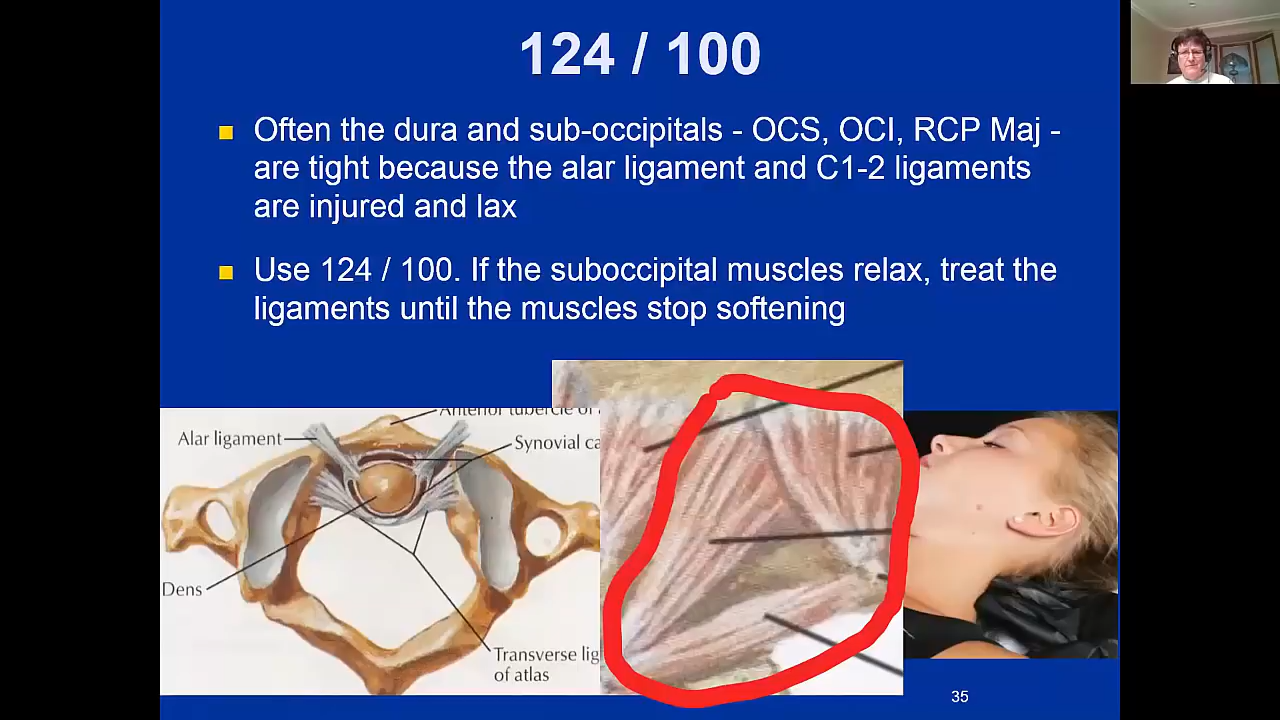 124 / 100
Often the dura and sub-occipitals - OCS, OCI, RCP Maj -
are tight because the alar ligament and C1-2 ligaments
are injured and lax
Use 124 / 100. If the suboccipital muscles relax, treat the
ligaments until the muscles stop softening
Anterior tubercle of
Alar ligament
Synovial ca
Dens
Transverse lig
of atlas
35